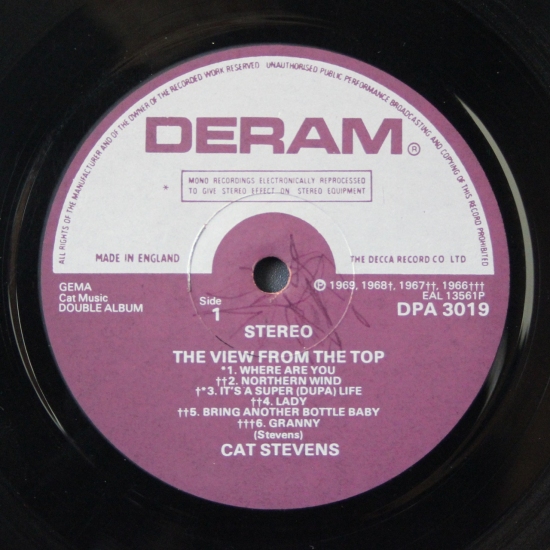 ALL RIGHTS OF THE MANUFACTURER AND OF THE OWNER OF THE RECORDED WORK RESERVED UNAUTHORISED PUBLIC PERFORMANCE BROADCASTING AND COPYING OF THIS RECORD PROHIBITED
DERAM®
MONO RECORDINGS ELECTRONICALLY REPROCESSED
TO GIVE STEREO EFFECT ON STEREO EQUIPMENT
*
MADE IN ENGLAND
THE DECCA RECORD CO LTD
GEMA
Cat Music
DOUBLE ALBUM
Side
1
℗ 1969, 1968†, 1967††, 1966†††
EAL 13561P
DPA 3019
STEREO
THE VIEW FROM THE TOP
*1. WHERE ARE YOU
††2. NORTHERN WIND
†*3. IT'S A SUPER (DUPA) LIFE
††4. LADY
††5. BRING ANOTHER BOTTLE BABY
†††6. GRANNY
(Stevens)
CAT STEVENS